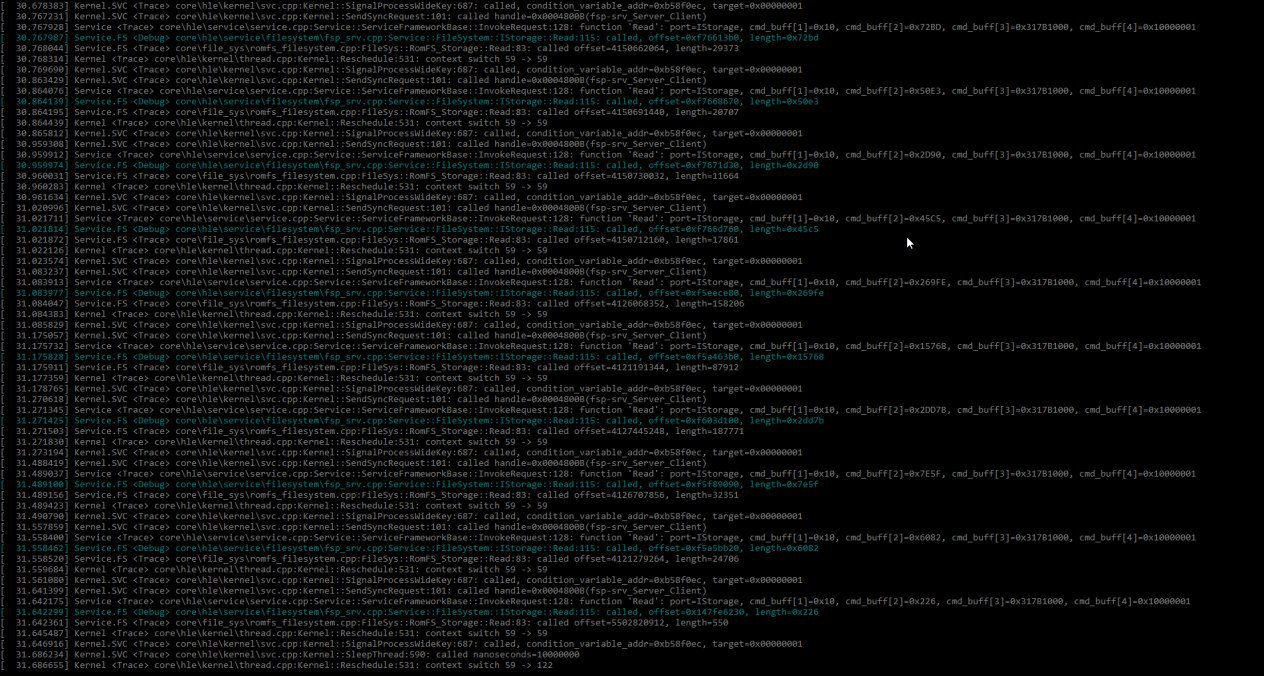 [  30.678383] Kernel.SVC <Trace> core\hle\kernel\svc.cpp:Kernel::SignalProcessWideKey:687: called, condition_variable_addr=0xb58f0ec, target=0x00000001
[  30.767231] Kernel.SVC <Trace> core\hle\kernel\svc.cpp:Kernel::SendSyncRequest:101: called handle=0x0004800B(fsp-srv_Server_Client)
[  30.767928] Service <Trace> core\hle\service\service.cpp:Service::ServiceFrameworkBase::InvokeRequest:128: function 'Read': port=IStorage, cmd_buff[1]=0x10, cmd_buff[2]=0x72BD, cmd_buff[3]=0x317B1000, cmd_buff[4]=0x10000001
[  30.767987] Service.FS <Debug> core\hle\service\filesystem\fsp_srv.cpp:Service::FileSystem::IStorage::Read:115: called, offset=0xf76613b0, length=0x72bd
[  30.768044] Service.FS <Trace> core\file_sys\romfs_filesystem.cpp:FileSys::RomFS_Storage::Read:83: called offset=4150662064, length=29373
[  30.768314] Kernel <Trace> core\hle\kernel\thread.cpp:Kernel::Reschedule:531: context switch 59 -> 59
[  30.769690] Kernel.SVC <Trace> core\hle\kernel\svc.cpp:Kernel::SignalProcessWideKey:687: called, condition_variable_addr=0xb58f0ec, target=0x00000001
[  30.863429] Kernel.SVC <Trace> core\hle\kernel\svc.cpp:Kernel::SendSyncRequest:101: called handle=0x0004800B(fsp-srv_Server_Client)
[  30.864076] Service <Trace> core\hle\service\service.cpp:Service::ServiceFrameworkBase::InvokeRequest:128: function 'Read': port=IStorage, cmd_buff[1]=0x10, cmd_buff[2]=0x50E3, cmd_buff[3]=0x317B1000, cmd_buff[4]=0x10000001
[  30.864139] Service.FS <Debug> core\hle\service\filesystem\fsp_srv.cpp:Service::FileSystem::IStorage::Read:115: called, offset=0xf7668670, length=0x50e3
[  30.864195] Service.FS <Trace> core\file_sys\romfs_filesystem.cpp:FileSys::RomFS_Storage::Read:83: called offset=4150691440, length=20707
[  30.864439] Kernel <Trace> core\hle\kernel\thread.cpp:Kernel::Reschedule:531: context switch 59 -> 59
[  30.865812] Kernel.SVC <Trace> core\hle\kernel\svc.cpp:Kernel::SignalProcessWideKey:687: called, condition_variable_addr=0xb58f0ec, target=0x00000001
[  30.959308] Kernel.SVC <Trace> core\hle\kernel\svc.cpp:Kernel::SendSyncRequest:101: called handle=0x0004800B(fsp-srv_Server_Client)
[  30.959912] Service <Trace> core\hle\service\service.cpp:Service::ServiceFrameworkBase::InvokeRequest:128: function 'Read': port=IStorage, cmd_buff[1]=0x10, cmd_buff[2]=0x2D90, cmd_buff[3]=0x317B1000, cmd_buff[4]=0x10000001
[  30.959974] Service.FS <Debug> core\hle\service\filesystem\fsp_srv.cpp:Service::FileSystem::IStorage::Read:115: called, offset=0xf7671d30, length=0x2d90
[  30.960031] Service.FS <Trace> core\file_sys\romfs_filesystem.cpp:FileSys::RomFS_Storage::Read:83: called offset=4150730032, length=11664
[  30.960283] Kernel <Trace> core\hle\kernel\thread.cpp:Kernel::Reschedule:531: context switch 59 -> 59
[  30.961634] Kernel.SVC <Trace> core\hle\kernel\svc.cpp:Kernel::SignalProcessWideKey:687: called, condition_variable_addr=0xb58f0ec, target=0x00000001
[  31.020996] Kernel.SVC <Trace> core\hle\kernel\svc.cpp:Kernel::SendSyncRequest:101: called handle=0x0004800B(fsp-srv_Server_Client)
[  31.021711] Service <Trace> core\hle\service\service.cpp:Service::ServiceFrameworkBase::InvokeRequest:128: function 'Read': port=IStorage, cmd_buff[1]=0x10, cmd_buff[2]=0x45C5, cmd_buff[3]=0x317B1000, cmd_buff[4]=0x10000001
[  31.021814] Service.FS <Debug> core\hle\service\filesystem\fsp_srv.cpp:Service::FileSystem::IStorage::Read:115: called, offset=0xf766d760, length=0x45c5
[  31.021872] Service.FS <Trace> core\file_sys\romfs_filesystem.cpp:FileSys::RomFS_Storage::Read:83: called offset=4150712160, length=17861
[  31.022126] Kernel <Trace> core\hle\kernel\thread.cpp:Kernel::Reschedule:531: context switch 59 -> 59
[  31.023574] Kernel.SVC <Trace> core\hle\kernel\svc.cpp:Kernel::SignalProcessWideKey:687: called, condition_variable_addr=0xb58f0ec, target=0x00000001
[  31.083237] Kernel.SVC <Trace> core\hle\kernel\svc.cpp:Kernel::SendSyncRequest:101: called handle=0x0004800B(fsp-srv_Server_Client)
[  31.083913] Service <Trace> core\hle\service\service.cpp:Service::ServiceFrameworkBase::InvokeRequest:128: function 'Read': port=IStorage, cmd_buff[1]=0x10, cmd_buff[2]=0x269FE, cmd_buff[3]=0x317B1000, cmd_buff[4]=0x10000001
[  31.083977] Service.FS <Debug> core\hle\service\filesystem\fsp_srv.cpp:Service::FileSystem::IStorage::Read:115: called, offset=0xf5eece80, length=0x269fe
[  31.084047] Service.FS <Trace> core\file_sys\romfs_filesystem.cpp:FileSys::RomFS_Storage::Read:83: called offset=4126068352, length=158206
[  31.084383] Kernel <Trace> core\hle\kernel\thread.cpp:Kernel::Reschedule:531: context switch 59 -> 59
[  31.085829] Kernel.SVC <Trace> core\hle\kernel\svc.cpp:Kernel::SignalProcessWideKey:687: called, condition_variable_addr=0xb58f0ec, target=0x00000001
[  31.175057] Kernel.SVC <Trace> core\hle\kernel\svc.cpp:Kernel::SendSyncRequest:101: called handle=0x0004800B(fsp-srv_Server_Client)
[  31.175732] Service <Trace> core\hle\service\service.cpp:Service::ServiceFrameworkBase::InvokeRequest:128: function 'Read': port=IStorage, cmd_buff[1]=0x10, cmd_buff[2]=0x15768, cmd_buff[3]=0x317B1000, cmd_buff[4]=0x10000001
[  31.175828] Service.FS <Debug> core\hle\service\filesystem\fsp_srv.cpp:Service::FileSystem::IStorage::Read:115: called, offset=0xf5a463b0, length=0x15768
[  31.175911] Service.FS <Trace> core\file_sys\romfs_filesystem.cpp:FileSys::RomFS_Storage::Read:83: called offset=4121191344, length=87912
[  31.177359] Kernel <Trace> core\hle\kernel\thread.cpp:Kernel::Reschedule:531: context switch 59 -> 59
[  31.178765] Kernel.SVC <Trace> core\hle\kernel\svc.cpp:Kernel::SignalProcessWideKey:687: called, condition_variable_addr=0xb58f0ec, target=0x00000001
[  31.270618] Kernel.SVC <Trace> core\hle\kernel\svc.cpp:Kernel::SendSyncRequest:101: called handle=0x0004800B(fsp-srv_Server_Client)
[  31.271345] Service <Trace> core\hle\service\service.cpp:Service::ServiceFrameworkBase::InvokeRequest:128: function 'Read': port=IStorage, cmd_buff[1]=0x10, cmd_buff[2]=0x2DD7B, cmd_buff[3]=0x317B1000, cmd_buff[4]=0x10000001
[  31.271425] Service.FS <Debug> core\hle\service\filesystem\fsp_srv.cpp:Service::FileSystem::IStorage::Read:115: called, offset=0xf603d100, length=0x2dd7b
[  31.271503] Service.FS <Trace> core\file_sys\romfs_filesystem.cpp:FileSys::RomFS_Storage::Read:83: called offset=4127445248, length=187771
[  31.271830] Kernel <Trace> core\hle\kernel\thread.cpp:Kernel::Reschedule:531: context switch 59 -> 59
[  31.273194] Kernel.SVC <Trace> core\hle\kernel\svc.cpp:Kernel::SignalProcessWideKey:687: called, condition_variable_addr=0xb58f0ec, target=0x00000001
[  31.488419] Kernel.SVC <Trace> core\hle\kernel\svc.cpp:Kernel::SendSyncRequest:101: called handle=0x0004800B(fsp-srv_Server_Client)
[  31.489037] Service <Trace> core\hle\service\service.cpp:Service::ServiceFrameworkBase::InvokeRequest:128: function 'Read': port=IStorage, cmd_buff[1]=0x10, cmd_buff[2]=0x7E5F, cmd_buff[3]=0x317B1000, cmd_buff[4]=0x10000001
[  31.489100] Service.FS <Debug> core\hle\service\filesystem\fsp_srv.cpp:Service::FileSystem::IStorage::Read:115: called, offset=0xf5f89090, length=0x7e5f
[  31.489156] Service.FS <Trace> core\file_sys\romfs_filesystem.cpp:FileSys::RomFS_Storage::Read:83: called offset=4126707856, length=32351
[  31.489423] Kernel <Trace> core\hle\kernel\thread.cpp:Kernel::Reschedule:531: context switch 59 -> 59
[  31.490790] Kernel.SVC <Trace> core\hle\kernel\svc.cpp:Kernel::SignalProcessWideKey:687: called, condition_variable_addr=0xb58f0ec, target=0x00000001
[  31.557859] Kernel.SVC <Trace> core\hle\kernel\svc.cpp:Kernel::SendSyncRequest:101: called handle=0x0004800B(fsp-srv_Server_Client)
[  31.558400] Service <Trace> core\hle\service\service.cpp:Service::ServiceFrameworkBase::InvokeRequest:128: function 'Read': port=IStorage, cmd_buff[1]=0x10, cmd_buff[2]=0x6082, cmd_buff[3]=0x317B1000, cmd_buff[4]=0x10000001
[  31.558462] Service.FS <Debug> core\hle\service\filesystem\fsp_srv.cpp:Service::FileSystem::IStorage::Read:115: called, offset=0xf5a5bb20, length=0x6082
[  31.558520] Service.FS <Trace> core\file_sys\romfs_filesystem.cpp:FileSys::RomFS_Storage::Read:83: called offset=4121279264, length=24706
[  31.559684] Kernel <Trace> core\hle\kernel\thread.cpp:Kernel::Reschedule:531: context switch 59 -> 59
[  31.561080] Kernel.SVC <Trace> core\hle\kernel\svc.cpp:Kernel::SignalProcessWideKey:687: called, condition_variable_addr=0xb58f0ec, target=0x00000001
[  31.641399] Kernel.SVC <Trace> core\hle\kernel\svc.cpp:Kernel::SendSyncRequest:101: called handle=0x0004800B(fsp-srv_Server_Client)
[  31.642175] Service <Trace> core\hle\service\service.cpp:Service::ServiceFrameworkBase::InvokeRequest:128: function 'Read': port=IStorage, cmd_buff[1]=0x10, cmd_buff[2]=0x226, cmd_buff[3]=0x317B1000, cmd_buff[4]=0x10000001
[  31.642299] Service.FS <Debug> core\hle\service\filesystem\fsp_srv.cpp:Service::FileSystem::IStorage::Read:115: called, offset=0x147fe6230, length=0x226
[  31.642361] Service.FS <Trace> core\file_sys\romfs_filesystem.cpp:FileSys::RomFS_Storage::Read:83: called offset=5502820912, length=550
[  31.645487] Kernel <Trace> core\hle\kernel\thread.cpp:Kernel::Reschedule:531: context switch 59 -> 59
[  31.646916] Kernel.SVC <Trace> core\hle\kernel\svc.cpp:Kernel::SignalProcessWideKey:687: called, condition_variable_addr=0xb58f0ec, target=0x00000001
[  31.686234] Kernel.SVC <Trace> core\hle\kernel\svc.cpp:Kernel::SleepThread:590: called nanoseconds=10000000
[  31.686655] Kernel <Trace> core\hle\kernel\thread.cpp:Kernel::Reschedule:531: context switch 59 -> 122